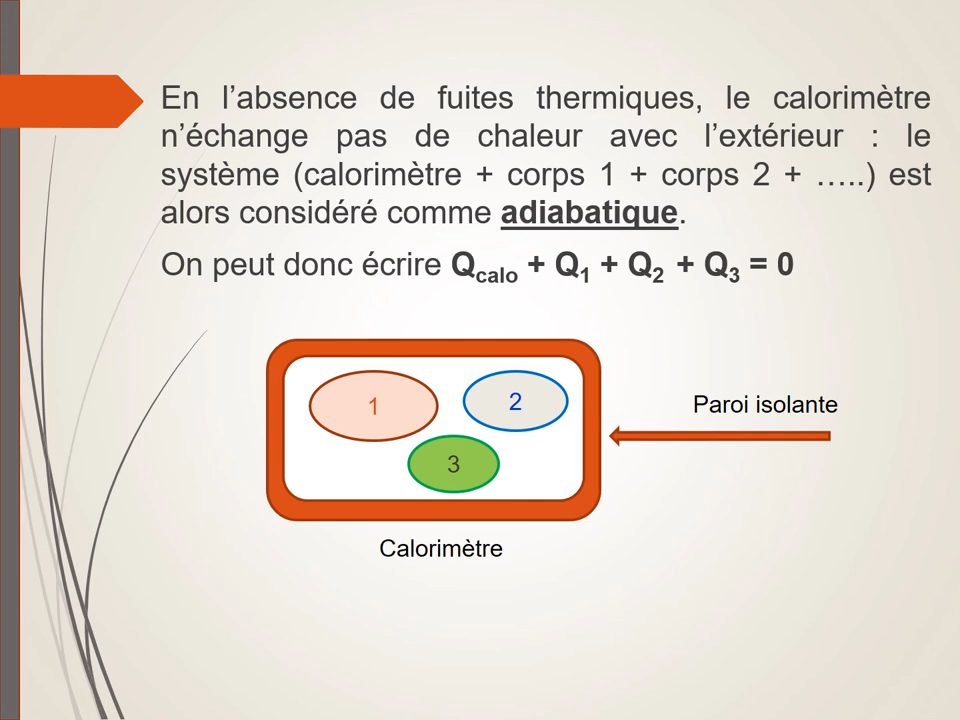 En l’absence de fuites thermiques, le calorimètre
n’échange pas de chaleur avec l’extérieur : le
système (calorimètre + corps 1 + corps 2 + …..) est
alors considéré comme adiabatique.
On peut donc écrire Qcalo + Q1 + Q2 + Q3 = 0
1
2
3
Paroi isolante
Calorimètre